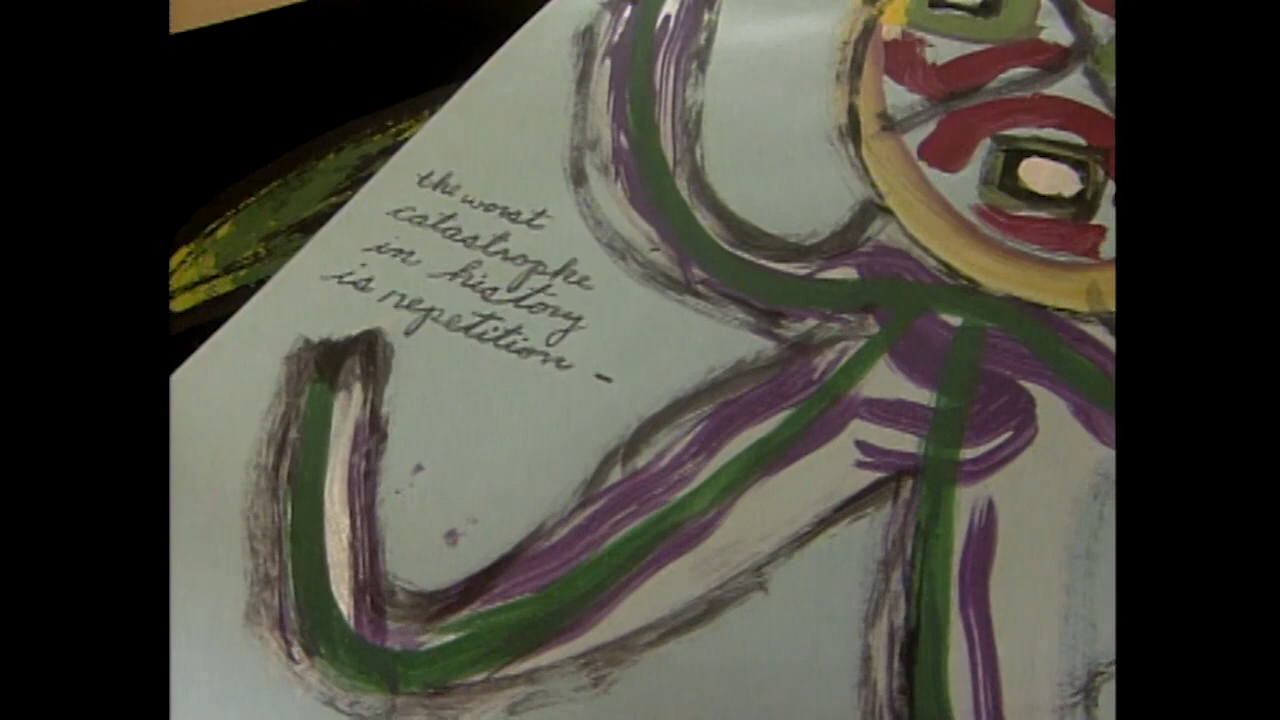 the worst
catastrophe
in history
is repetition -